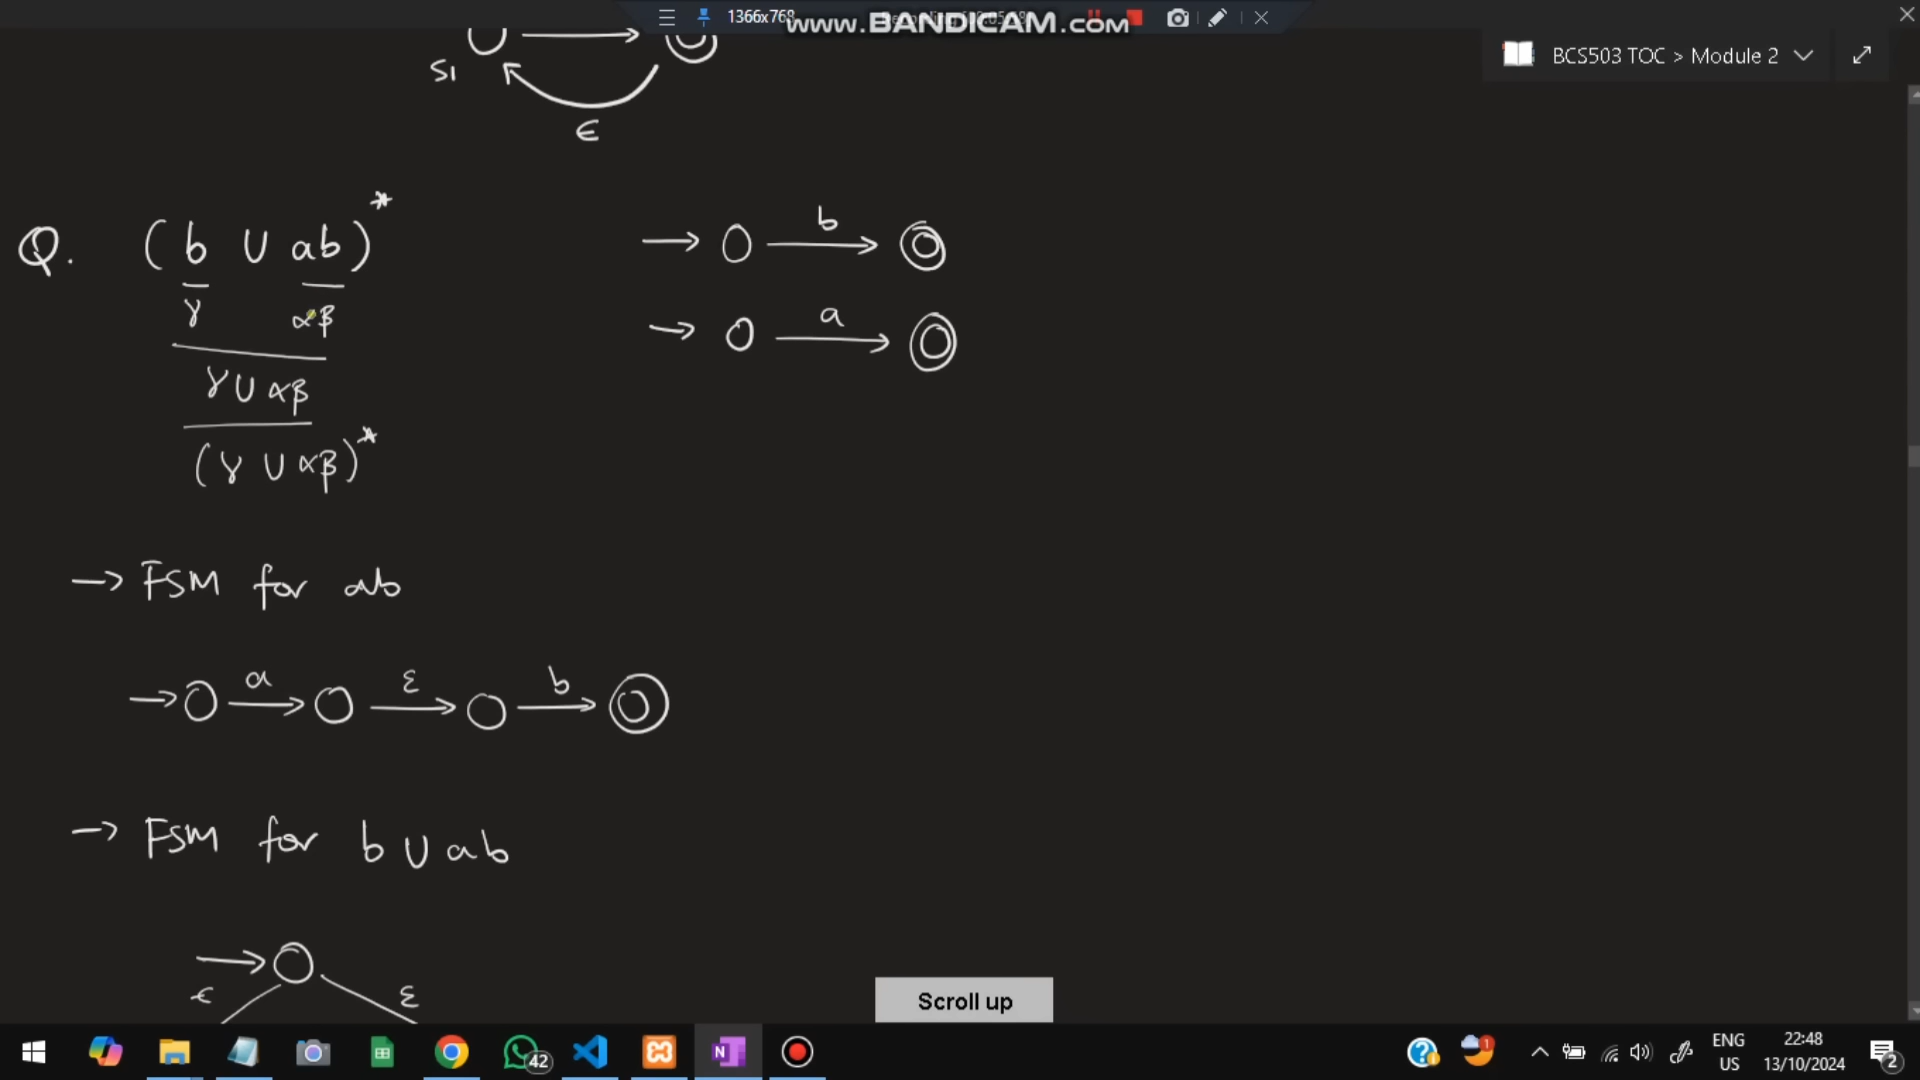 1366x768
www.BANDICAM.com
BCS503 TOC > Module 2
S1
ϵ
Q. (b ∪ ab)*
γ αβ
γ ∪ αβ
(γ ∪ αβ)*
b
a
→ FSM for ab
a ε b
→ FSM for b ∪ ab
ϵ ε
Scroll up
42
ENG
US
22:48
13/10/2024
2